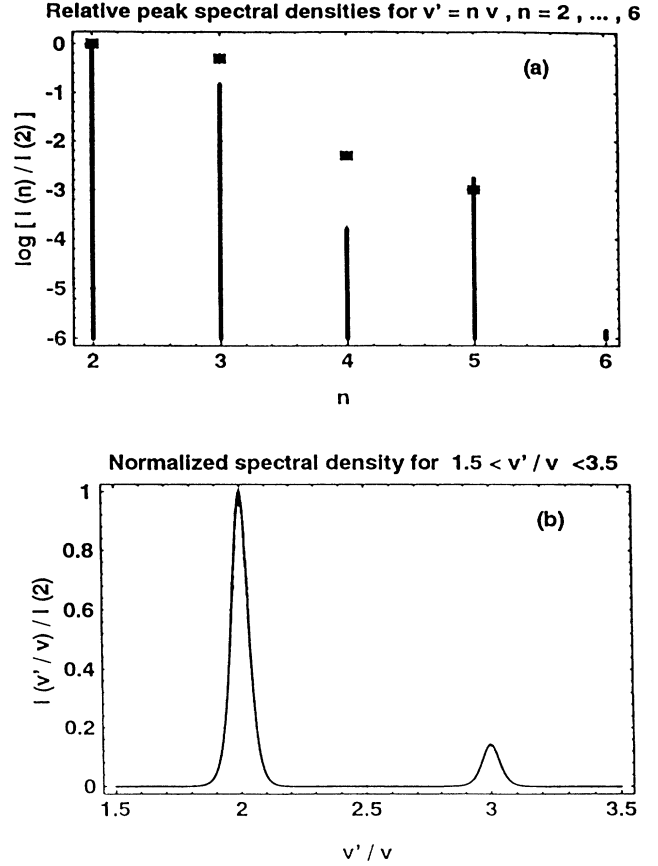 Relative peak spectral densities for v' = n v , n = 2 , ... , 6
(a)
log [ I (n) / I (2) ]
0
-1
-2
-3
-4
-5
-6
2 3 4 5 6
n
Normalized spectral density for 1.5 < v' / v <3.5
(b)
I (v' / v) / I (2)
1
0.8
0.6
0.4
0.2
0
1.5 2 2.5 3 3.5
v' / v